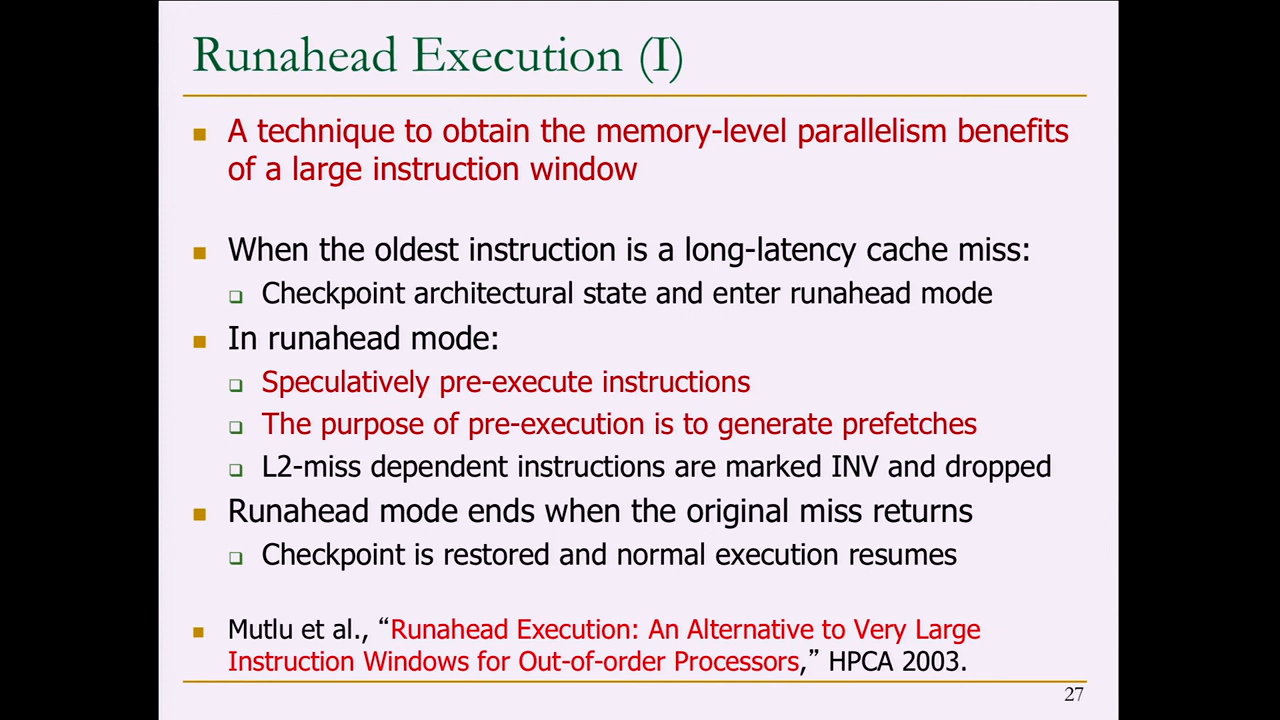 Runahead Execution (I)
A technique to obtain the memory-level parallelism benefits
of a large instruction window
When the oldest instruction is a long-latency cache miss:
Checkpoint architectural state and enter runahead mode
In runahead mode:
Speculatively pre-execute instructions
The purpose of pre-execution is to generate prefetches
L2-miss dependent instructions are marked INV and dropped
Runahead mode ends when the original miss returns
Checkpoint is restored and normal execution resumes
Mutlu et al., “Runahead Execution: An Alternative to Very Large
Instruction Windows for Out-of-order Processors,” HPCA 2003.
27